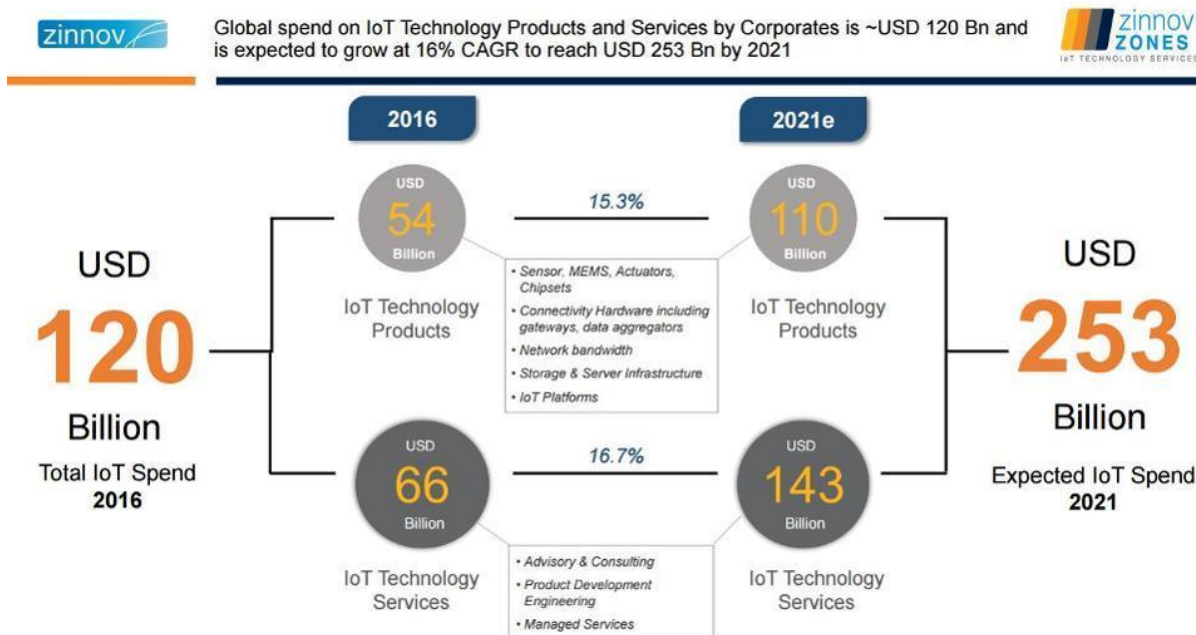 zinnov
Global spend on IoT Technology Products and Services by Corporates is ~USD 120 Bn and
is expected to grow at 16% CAGR to reach USD 253 Bn by 2021
zinnov
ZONES
IoT TECHNOLOGY SERVICES
2016
2021e
USD
120
Billion
Total IoT Spend
2016
USD
54
Billion
IoT Technology
Products
15.3%
USD
110
Billion
IoT Technology
Products
• Sensor, MEMS, Actuators,
Chipsets
• Connectivity Hardware including
gateways, data aggregators
• Network bandwidth
• Storage & Server Infrastructure
• IoT Platforms
USD
66
Billion
IoT Technology
Services
16.7%
USD
143
Billion
IoT Technology
Services
• Advisory & Consulting
• Product Development
Engineering
• Managed Services
USD
253
Billion
Expected IoT Spend
2021